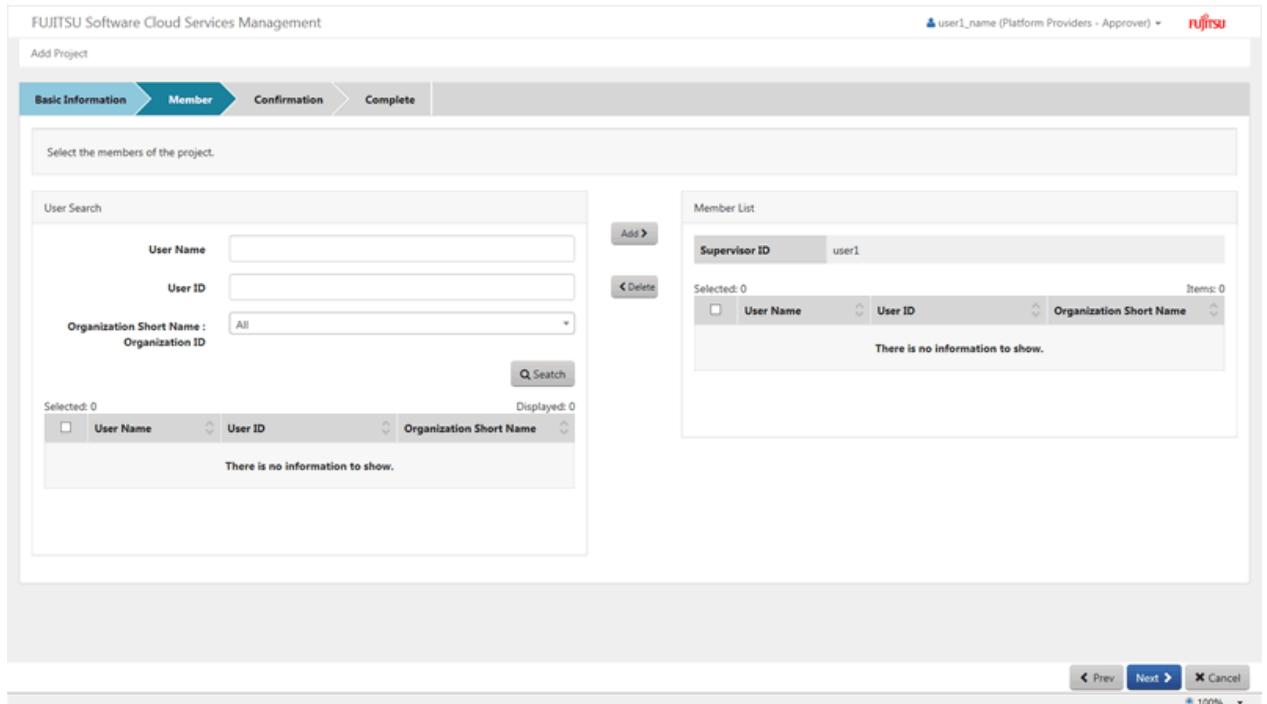 FUJITSU Software Cloud Services Management
user1_name (Platform Providers - Approver)
FUJITSU
Add Project
Basic Information
Member
Confirmation
Complete
Select the members of the project.
User Search
User Name
User ID
Organization Short Name :
Organization ID
All
Seatch
Selected: 0
Displayed: 0
User Name
User ID
Organization Short Name
There is no information to show.
Add
Delete
Member List
Supervisor ID
user1
Selected: 0
Items: 0
User Name
User ID
Organization Short Name
There is no information to show.
Prev
Next
Cancel
100%